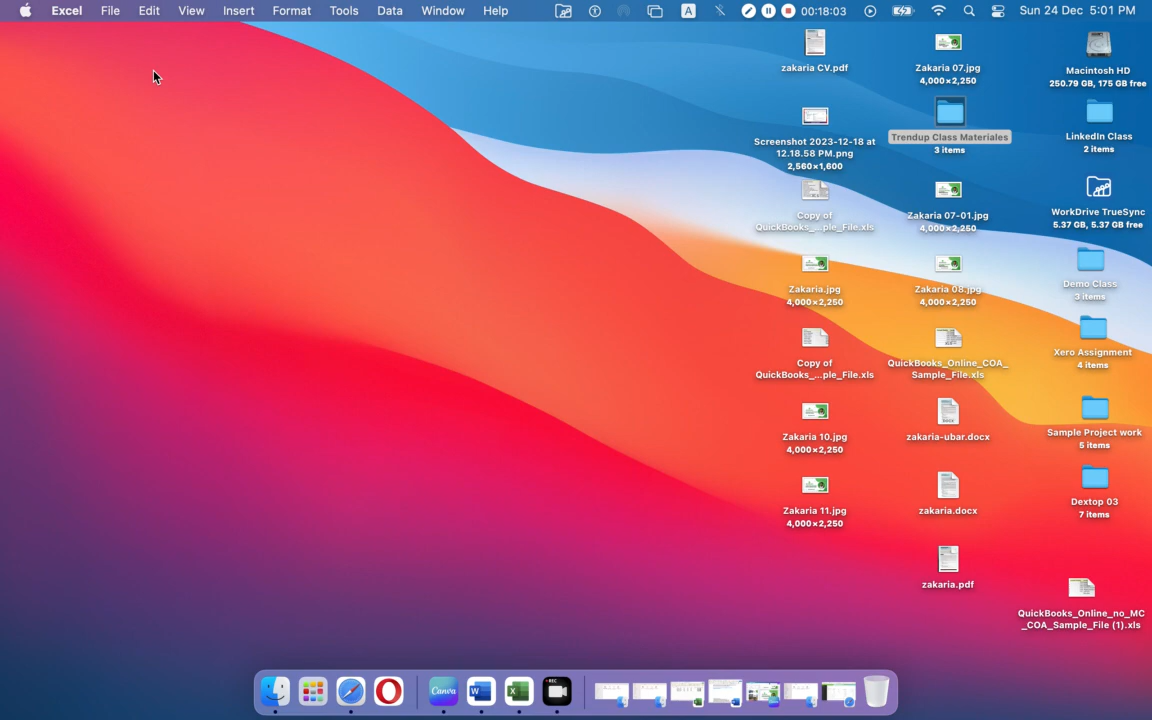 Excel File Edit View Insert Format Tools Data Window Help A 00:18:03 Sun 24 Dec 5:01 PM
zakaria CV.pdf
Zakaria 07.jpg
4,000×2,250
Macintosh HD
250.79 GB, 175 GB free
Screenshot 2023-12-18 at
12.18.58 PM.png
2,560×1,600
Trendup Class Materiales
3 items
LinkedIn Class
2 items
Copy of
QuickBooks_...ple_File.xls
Zakaria 07-01.jpg
4,000×2,250
WorkDrive TrueSync
5.37 GB, 5.37 GB free
Zakaria.jpg
4,000×2,250
Zakaria 08.jpg
4,000×2,250
Demo Class
3 items
Copy of
QuickBooks_...ple_File.xls
QuickBooks_Online_COA_
Sample_File.xls
Xero Assignment
4 items
Zakaria 10.jpg
4,000×2,250
zakaria-ubar.docx
Sample Project work
5 items
Zakaria 11.jpg
4,000×2,250
zakaria.docx
Dextop 03
7 items
zakaria.pdf
QuickBooks_Online_no_MC
_COA_Sample_File (1).xls
DOCX
Canva
W
X
REC